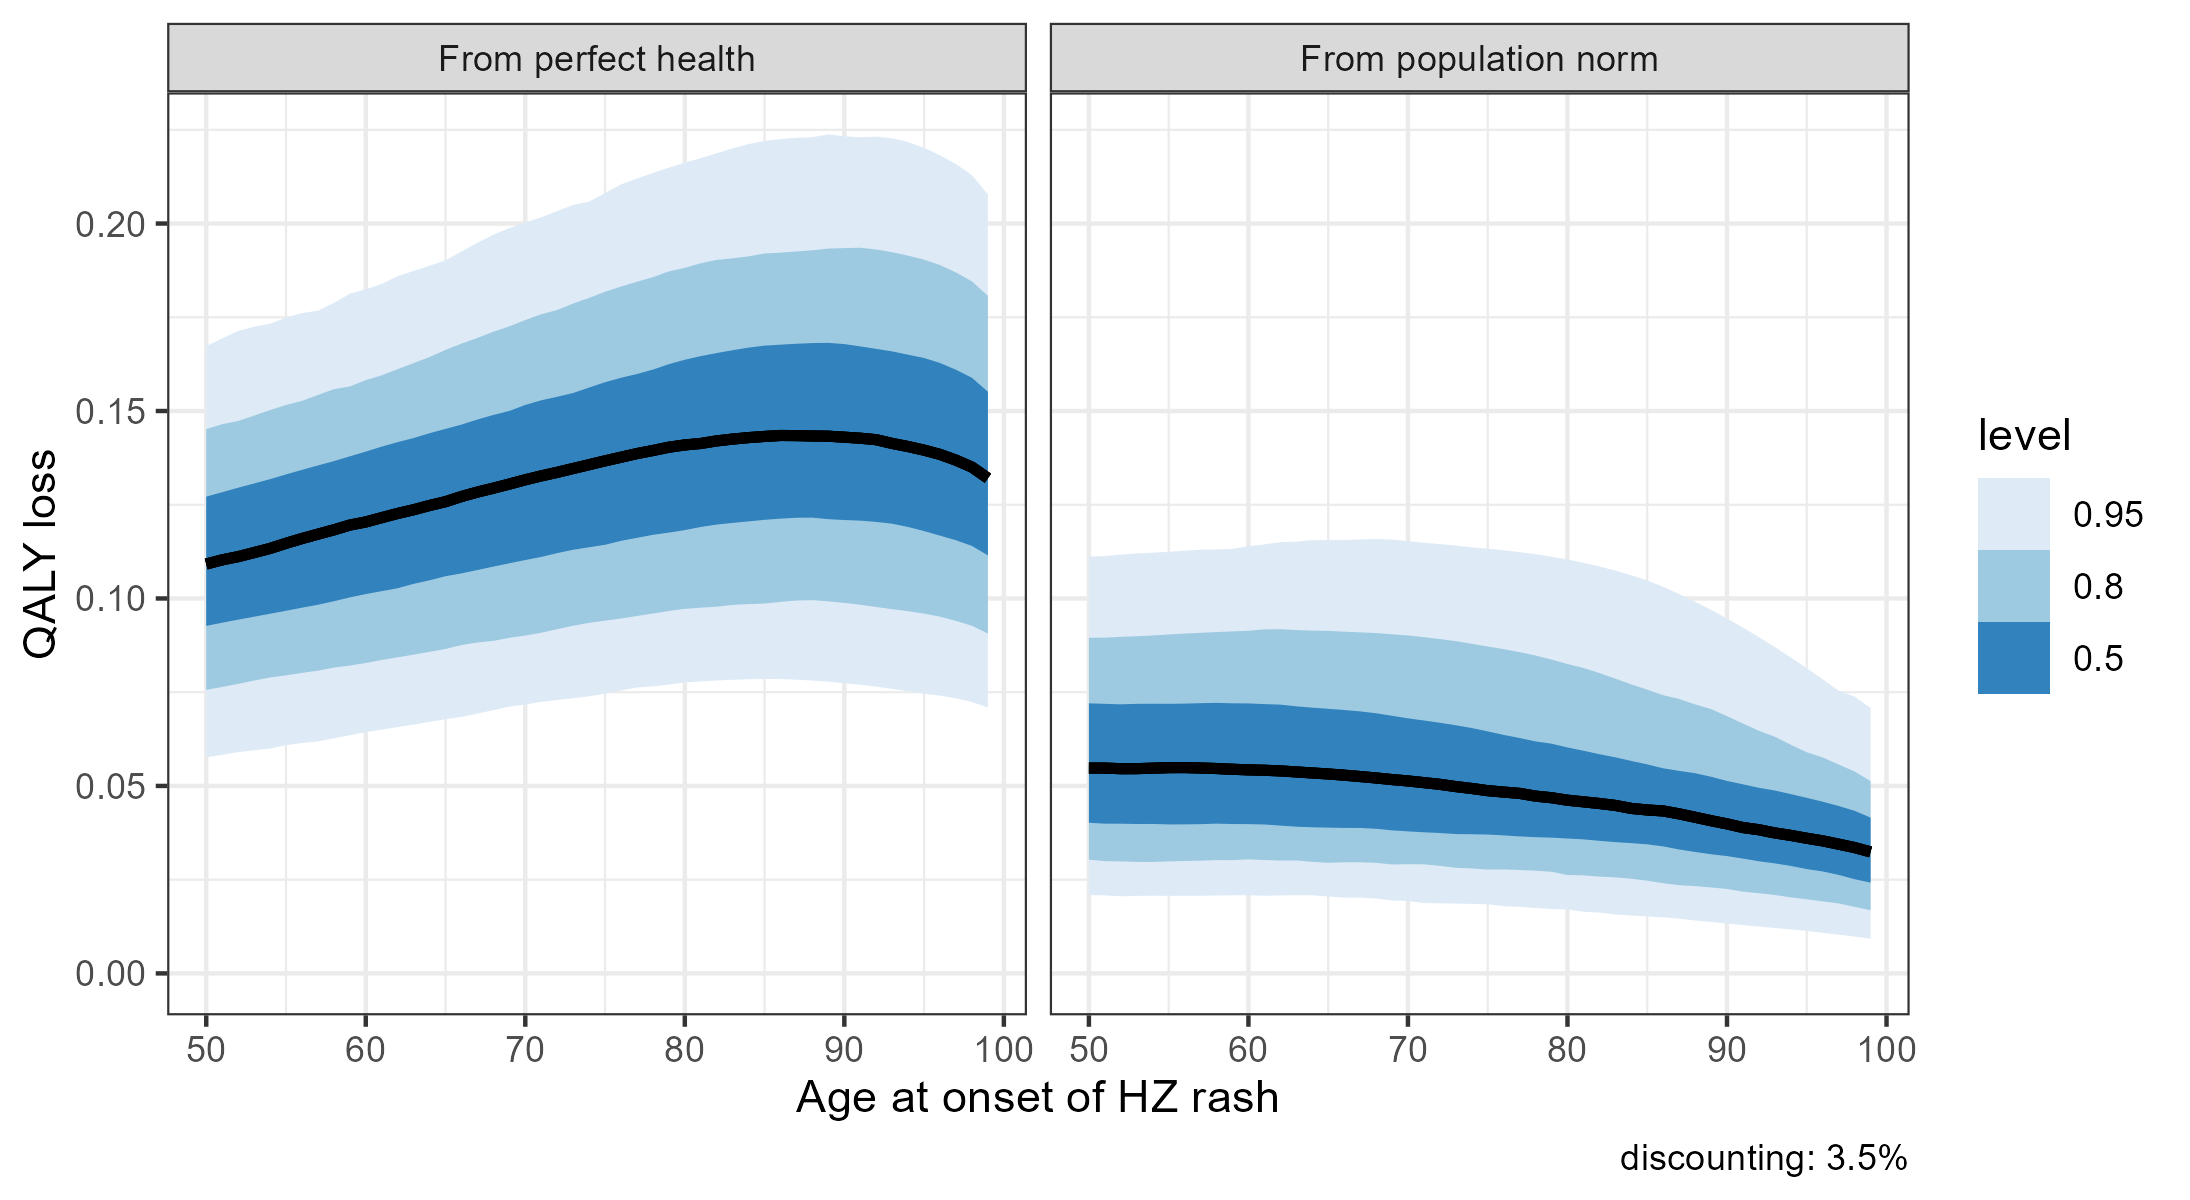 From perfect health
From population norm
QALY loss
0.20
0.15
0.10
0.05
0.00
50 60 70 80 90 100
50 60 70 80 90 100
Age at onset of HZ rash
level
0.95
0.8
0.5
discounting: 3.5%